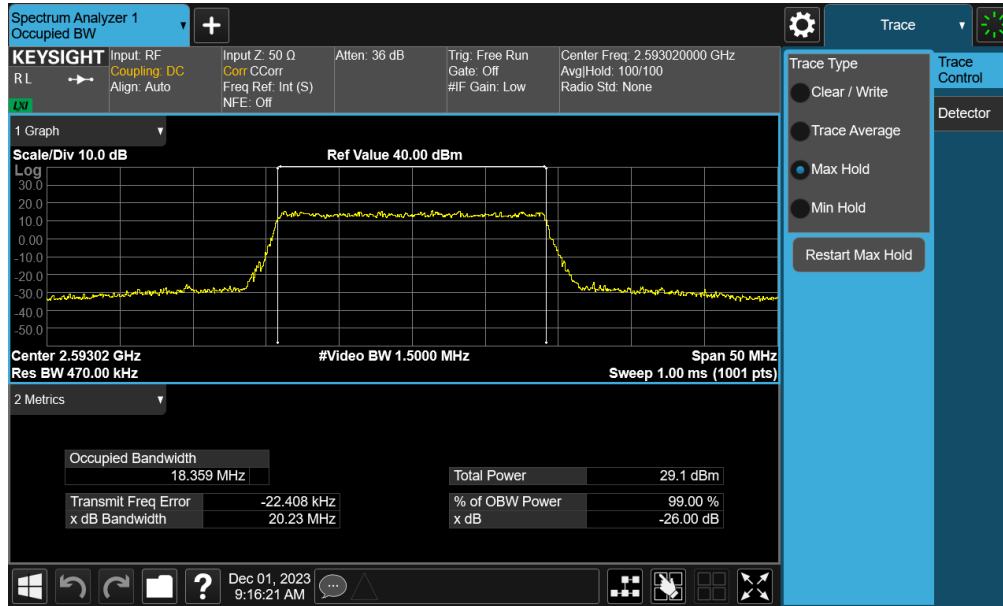 Spectrum Analyzer 1
Occupied BW
Trace
KEYSIGHT
R L
LXI
Input: RF
Coupling: DC
Align: Auto
Input Z: 50 Ω
Corr CCorr
Freq Ref: Int (S)
NFE: Off
Atten: 36 dB
Trig: Free Run
Gate: Off
#IF Gain: Low
Center Freq: 2.593020000 GHz
Avg|Hold: 100/100
Radio Std: None
1 Graph
Scale/Div 10.0 dB
Ref Value 40.00 dBm
Log
30.0
20.0
10.0
0.00
-10.0
-20.0
-30.0
-40.0
-50.0
Center 2.59302 GHz
#Video BW 1.5000 MHz
Span 50 MHz
Res BW 470.00 kHz
Sweep 1.00 ms (1001 pts)
2 Metrics
Occupied Bandwidth
18.359 MHz
Total Power 29.1 dBm
Transmit Freq Error -22.408 kHz
% of OBW Power 99.00 %
x dB Bandwidth 20.23 MHz
x dB -26.00 dB
Dec 01, 2023
9:16:21 AM
Trace Type
Clear / Write
Trace Average
Max Hold
Min Hold
Restart Max Hold
Trace
Control
Detector